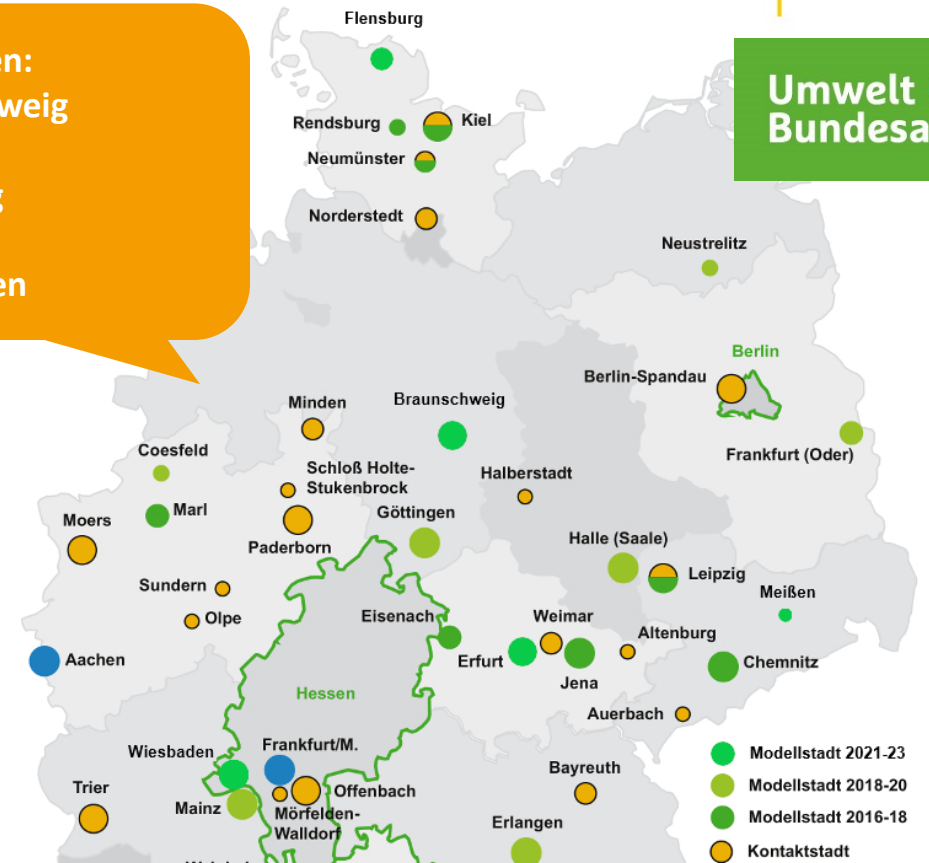 en:
weig
g
en
Umwelt
Bundesa
Flensburg
Rendsburg
Kiel
Neumünster
Norderstedt
Neustrelitz
Berlin
Berlin-Spandau
Frankfurt (Oder)
Minden
Braunschweig
Coesfeld
Schloß Holte-
Stukenbrock
Halberstadt
Marl
Göttingen
Moers
Paderborn
Halle (Saale)
Leipzig
Sundern
Meißen
Olpe
Eisenach
Weimar
Altenburg
Aachen
Erfurt
Jena
Chemnitz
Hessen
Auerbach
Wiesbaden
Frankfurt/M.
Modellstadt 2021-23
Bayreuth
Trier
Offenbach
Modellstadt 2018-20
Mainz
Mörfelden-
Walldorf
Erlangen
Modellstadt 2016-18
Kontaktstadt